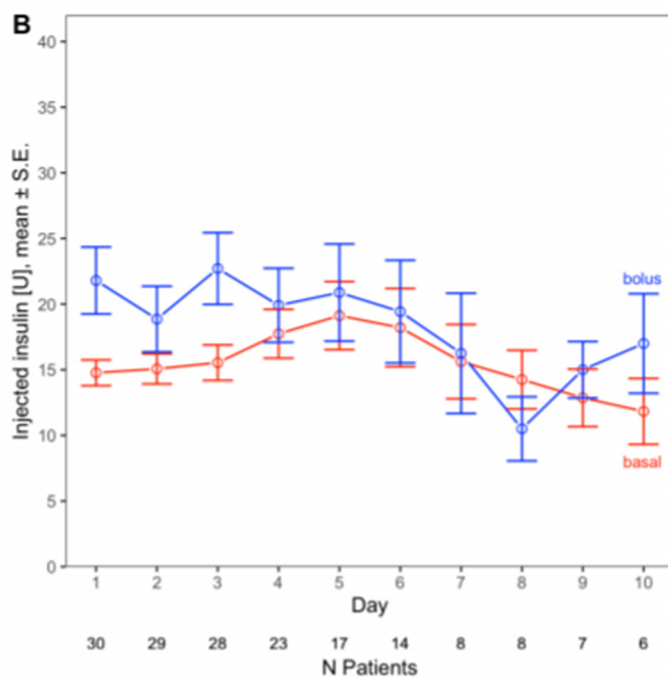 B
Injected insulin [U], mean ± S.E.
40
35
30
25
20
15
10
5
0
bolus
basal
1 2 3 4 5 6 7 8 9 10
Day
30 29 28 23 17 14 8 8 7 6
N Patients